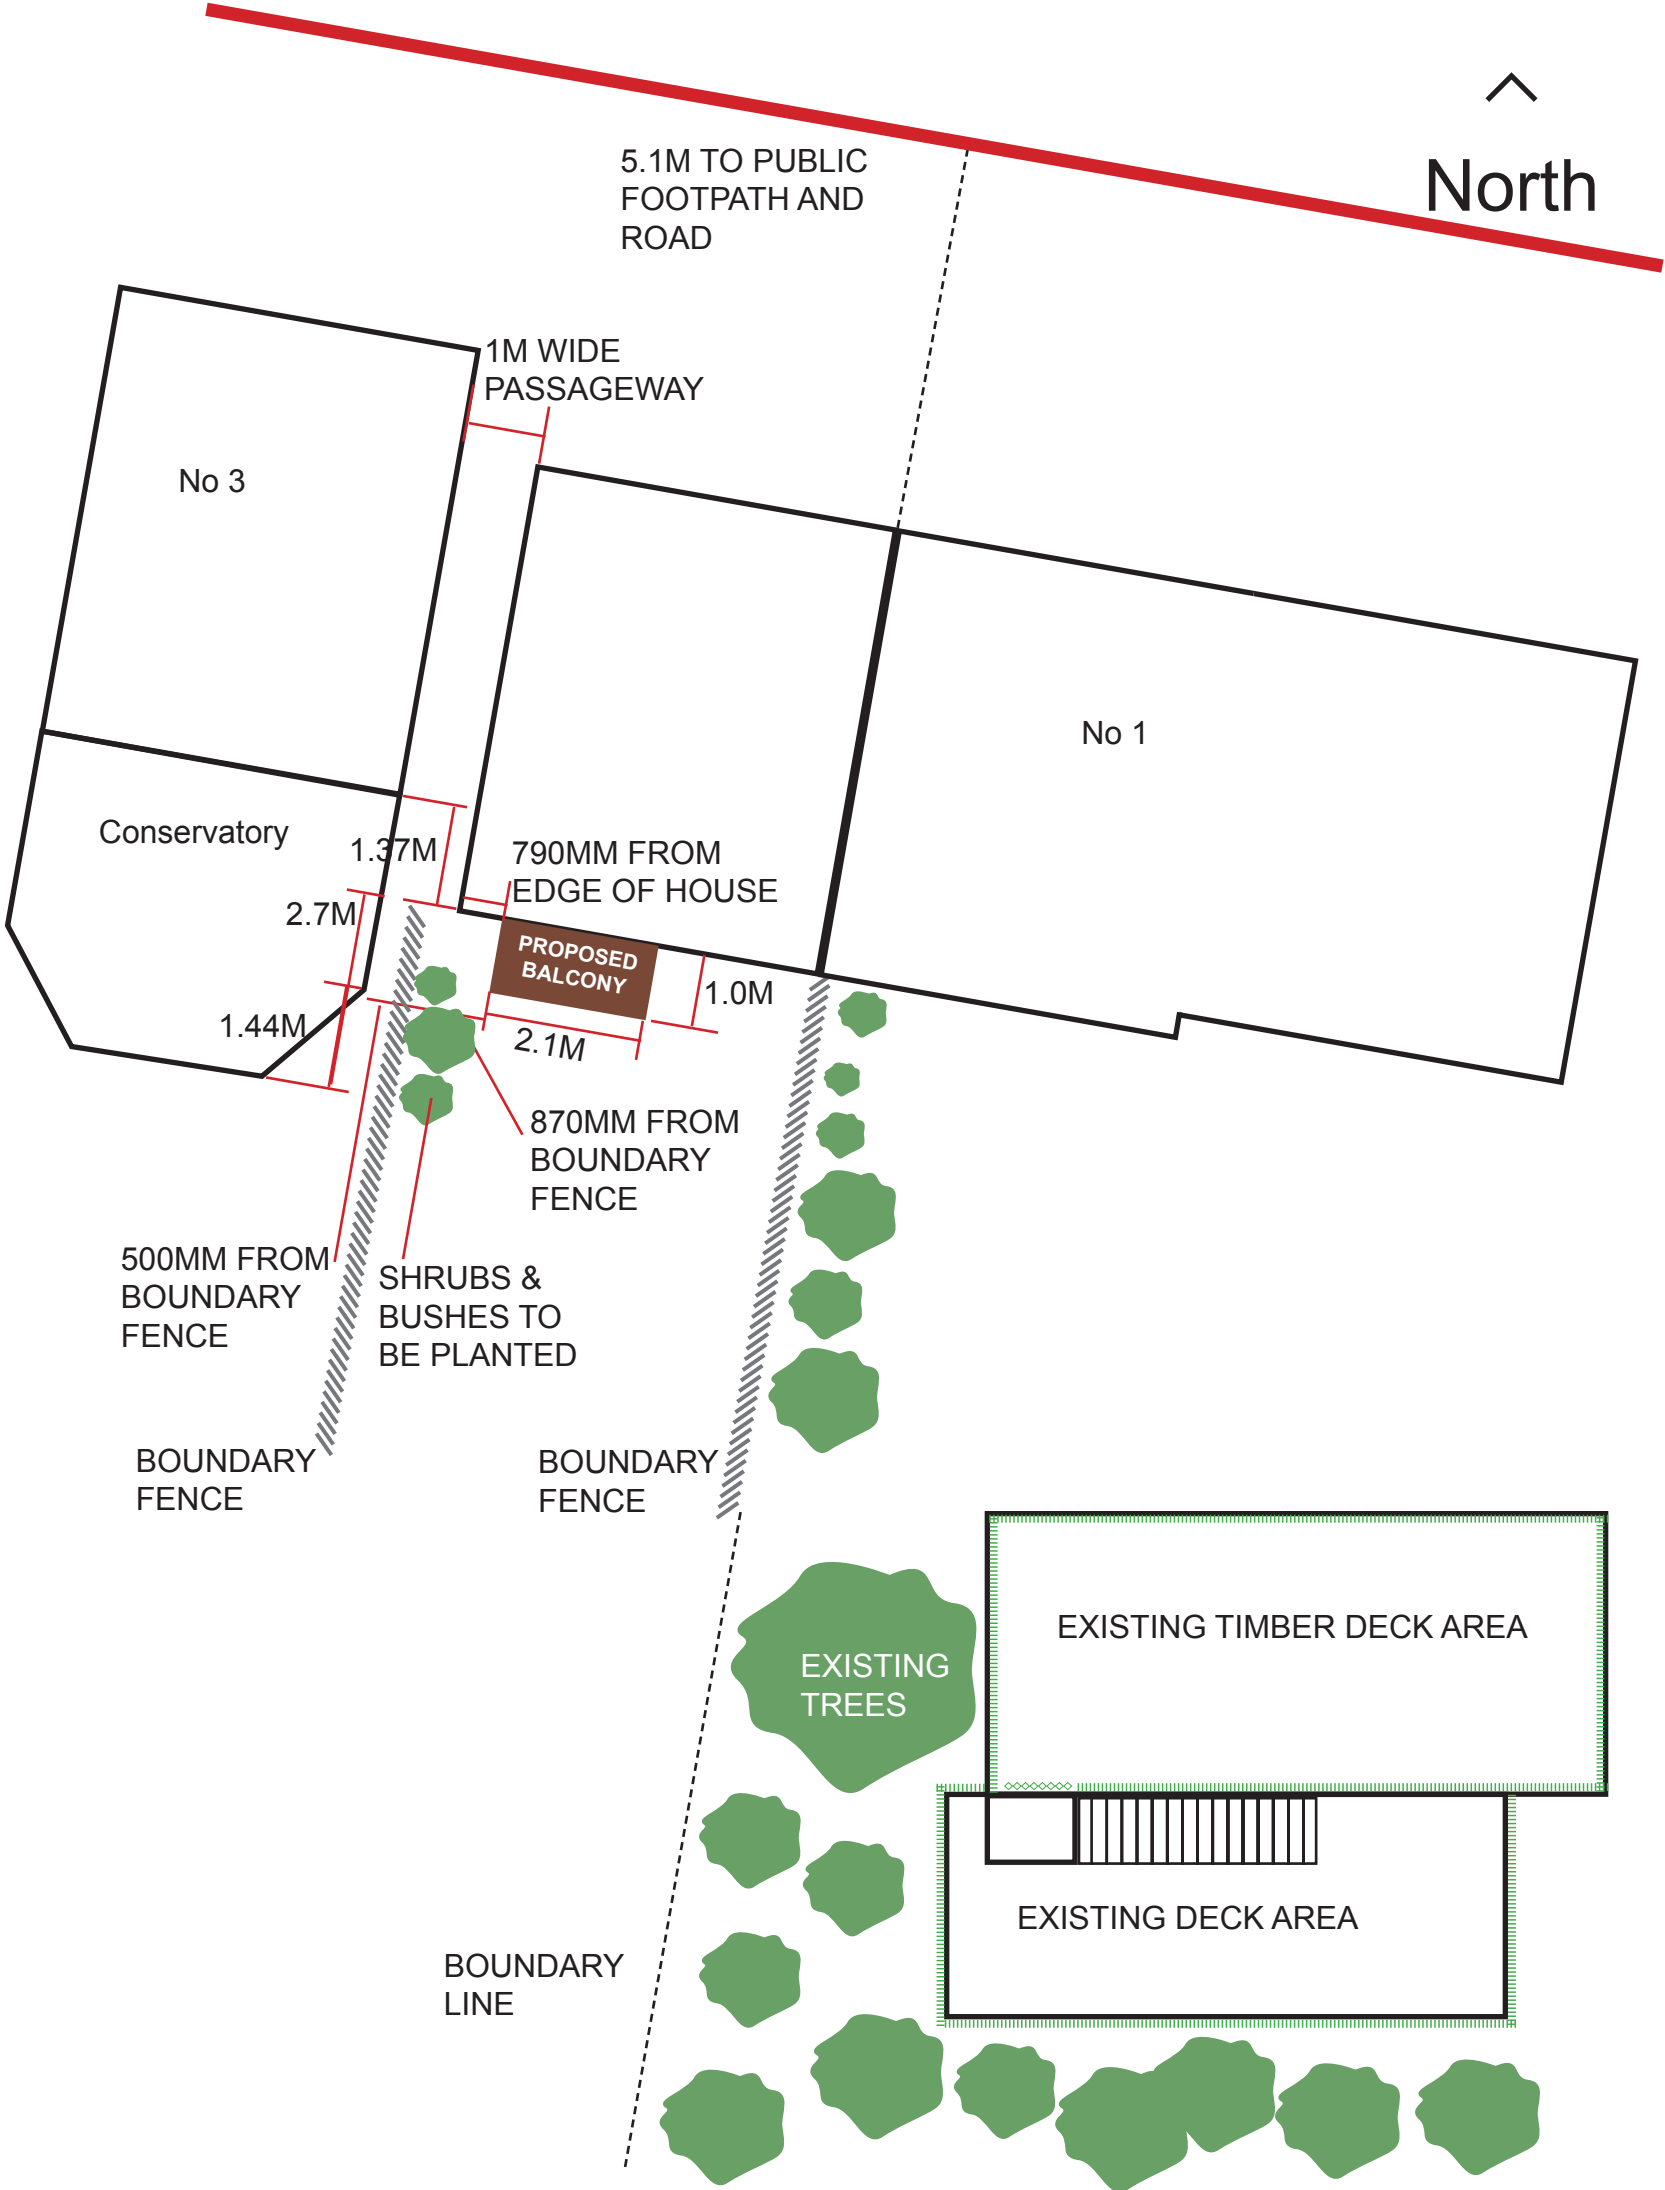 5.1M TO PUBLIC
FOOTPATH AND
ROAD
North
1M WIDE
PASSAGEWAY
No 3
No 1
Conservatory
1.37M
790MM FROM
EDGE OF HOUSE
2.7M
PROPOSED
BALCONY
1.0M
1.44M
2.1M
870MM FROM
BOUNDARY
FENCE
500MM FROM
BOUNDARY
FENCE
SHRUBS &
BUSHES TO
BE PLANTED
BOUNDARY
FENCE
BOUNDARY
FENCE
EXISTING TIMBER DECK AREA
EXISTING
TREES
EXISTING DECK AREA
BOUNDARY
LINE